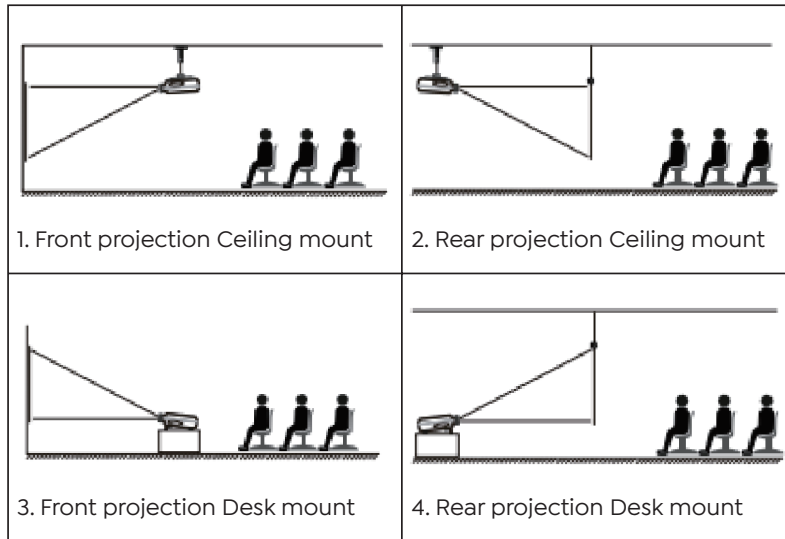 1. Front projection Ceiling mount
2. Rear projection Ceiling mount
3. Front projection Desk mount
4. Rear projection Desk mount